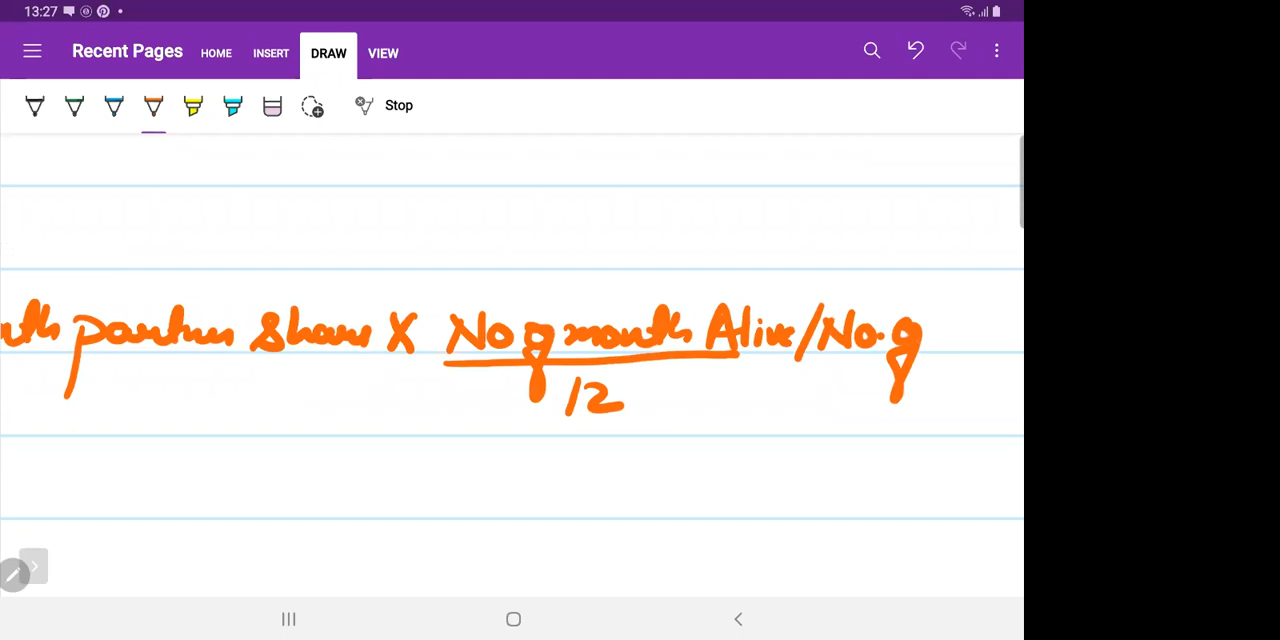 13:27
Recent Pages HOME INSERT DRAW VIEW
Stop
partner share X No of month Alive/No. of
12